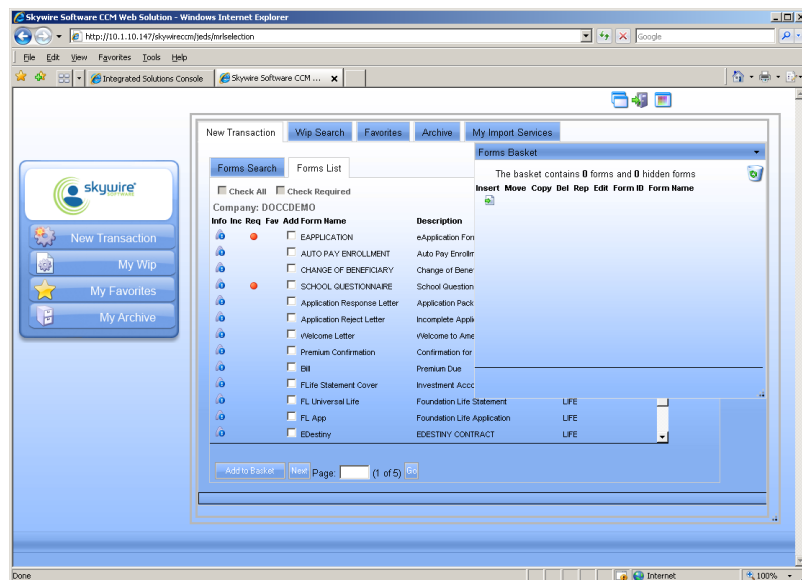 Skywire Software CCM Web Solution - Windows Internet Explorer
http://10.1.10.147/skywireccm/jeds/mrlselection
Google
File Edit View Favorites Tools Help
Integrated Solutions Console
Skywire Software CCM ...
New Transaction Wip Search Favorites Archive My Import Services
Forms Basket
The basket contains 0 forms and 0 hidden forms
Insert Move Copy Del Rep Edit Form ID Form Name
skywire
SOFTWARE
New Transaction
My Wip
My Favorites
My Archive
Forms Search Forms List
Check All Check Required
Company: DOCCDEMO
Info Inc Req Fav Add Form Name Description
EAPPLICATION eApplication Fon
AUTO PAY ENROLLMENT Auto Pay Enrollm
CHANGE OF BENEFICIARY Change of Bene
SCHOOL QUESTIONNAIRE School Question
Application Response Letter Application Pack
Application Reject Letter Incomplete Appli
Welcome Letter Welcome to Ame
Premium Confirmation Confirmation for
Bill Premium Due
FLife Statement Cover Investment Acco
FL Universal Life Foundation Life Statement LIFE
FL App Foundation Life Application LIFE
EDestiny EDESTINY CONTRACT LIFE
Add to Basket Next Page: (1 of 5) Go
Done Internet 100%